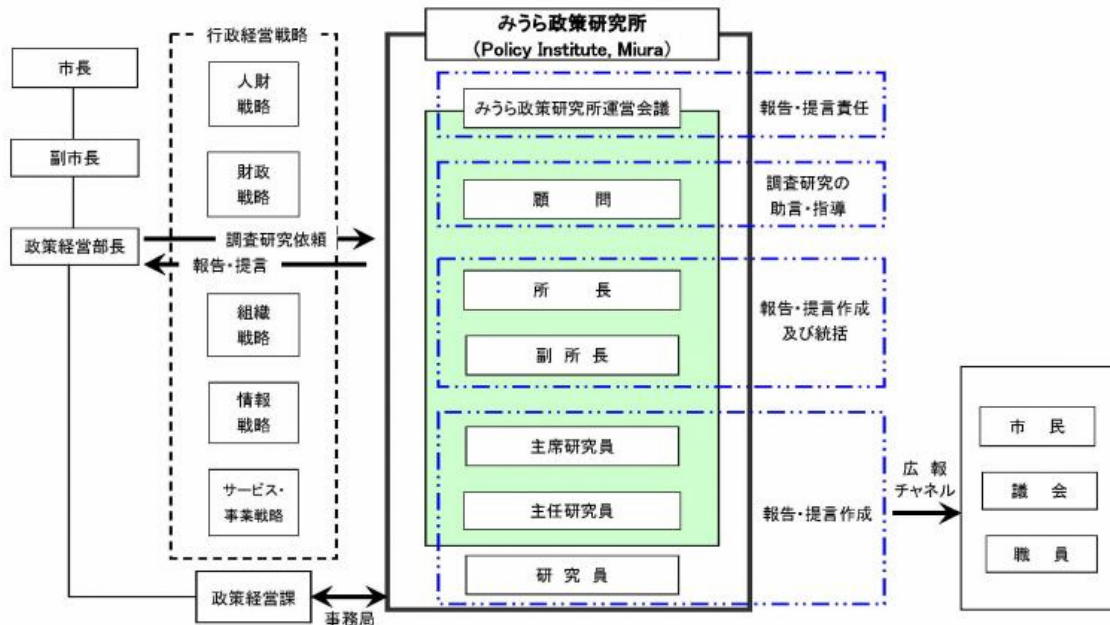 みうら政策研究所
(Policy Institute, Miura)
市長
副市長
政策経営部長
行政経営戦略
人財
戦略
財政
戦略
調査研究依頼
報告・提言
組織
戦略
情報
戦略
サービス・
事業戦略
政策経営課
事務局
みうら政策研究所運営会議
報告・提言責任
顧 問
調査研究の
助言・指導
所 長
副 所 長
報告・提言作成
及び統括
主席研究員
主任研究員
研 究 員
報告・提言作成
広 報
チャネル
市 民
議 会
職 員